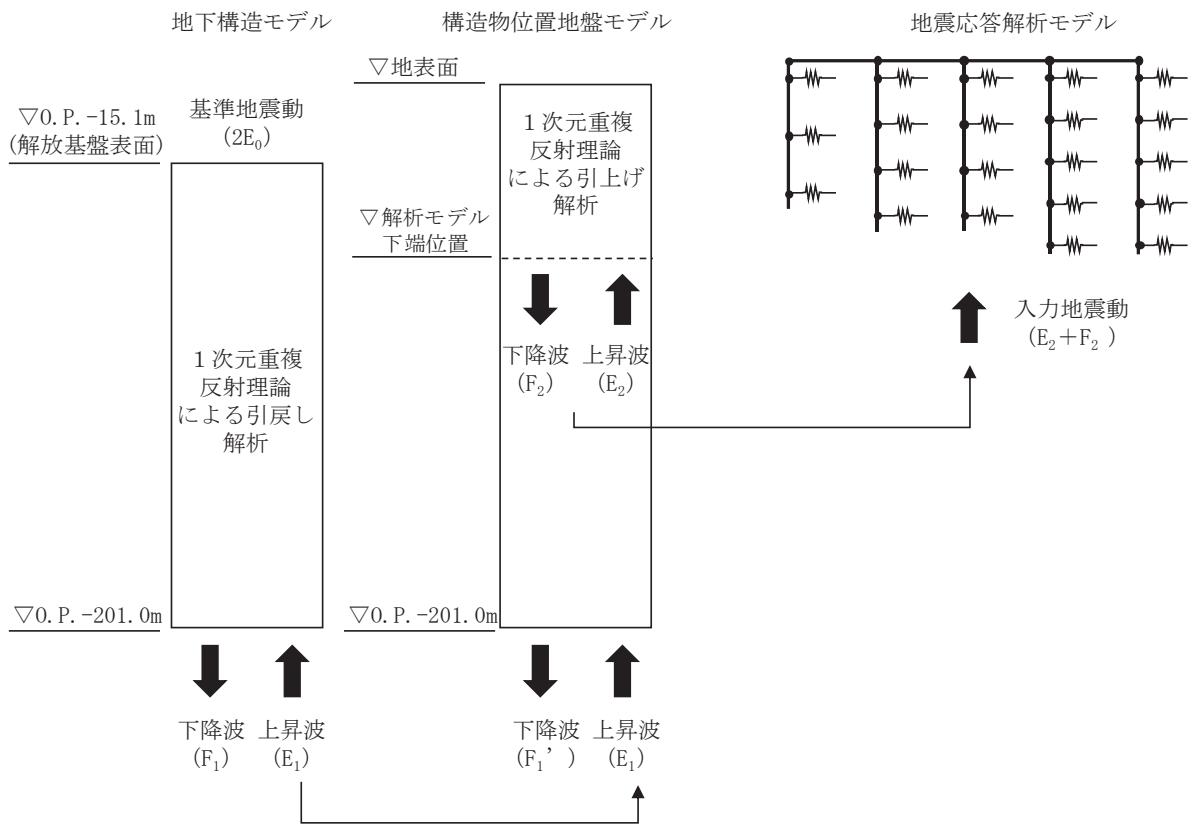 地下構造モデル
構造物位置地盤モデル
地震応答解析モデル
▽O.P.-15.1m
(解放基盤表面)
基準地震動
(2E₀)
1次元重複
反射理論
による引戻し
解析
▽O.P.-201.0m
下降波
(F₁)
上昇波
(E₁)
▽地表面
1次元重複
反射理論
による引上げ
解析
▽解析モデル
下端位置
下降波
(F₂)
上昇波
(E₂)
▽O.P.-201.0m
下降波
(F₁’)
上昇波
(E₁)
入力地震動
(E₂+F₂)